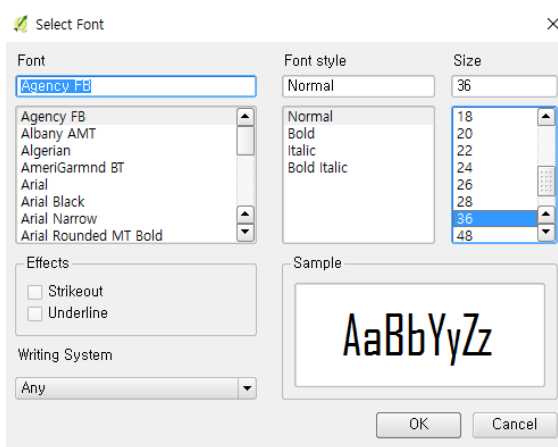 Select Font
Font
Font style
Size
Agency FB
Normal
36
Agency FB
Albany AMT
Algerian
AmeriGarmnd BT
Arial
Arial Black
Arial Narrow
Arial Rounded MT Bold
Normal
Bold
Italic
Bold Italic
18
20
22
24
26
28
36
48
Effects
Strikeout
Underline
Sample
AaBbYyZz
Writing System
Any
OK
Cancel